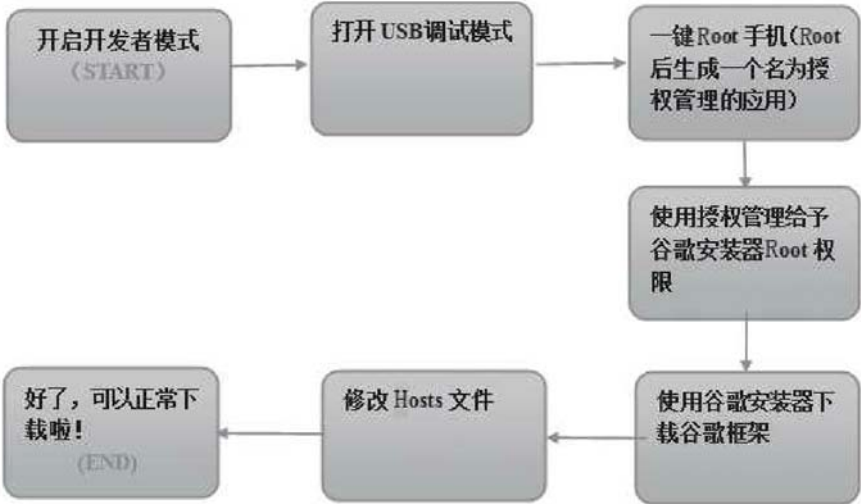 开启开发者模式
(START)
打开 USB调试模式
一键 Root 手机(Root
后生成一个名为授
权管理的应用)
使用授权管理给予
谷歌安装器Root 权
限
使用谷歌安装器下
载谷歌框架
修改 Hosts 文件
好了，可以正常下
载啦！
(END)